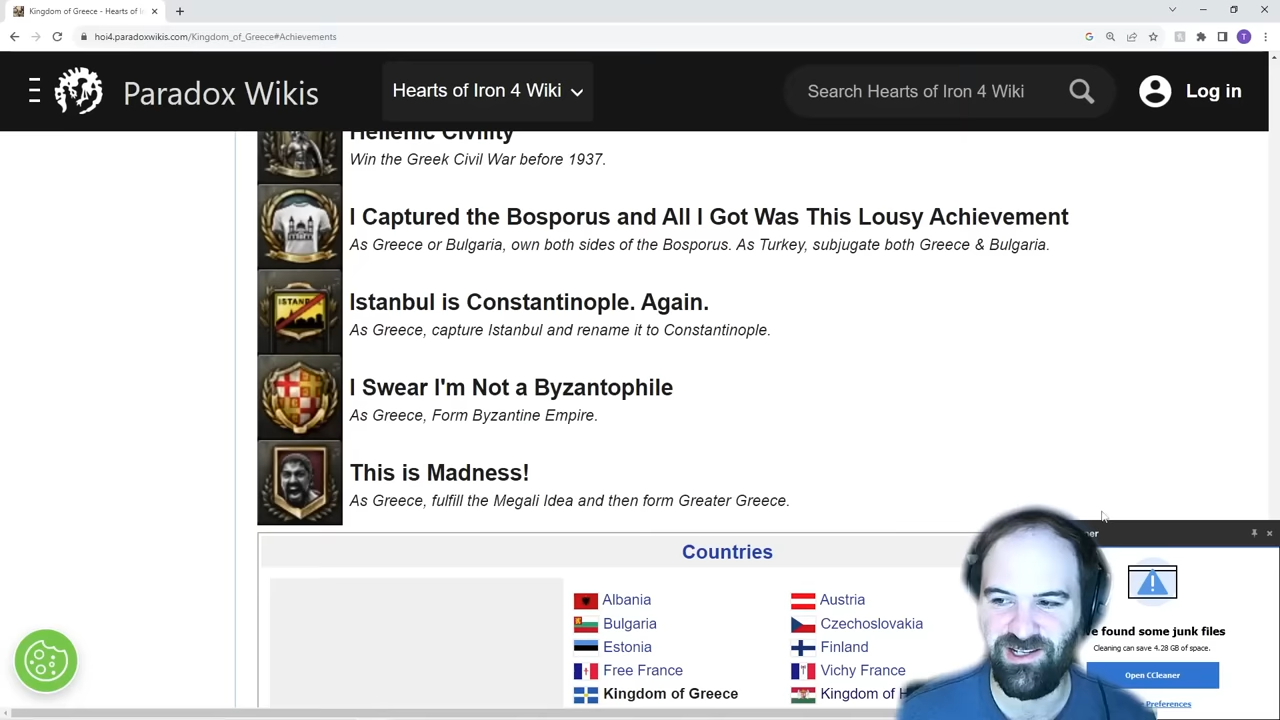 Kingdom of Greece - Hearts of I
hoi4.paradoxwikis.com/Kingdom_of_Greece#Achievements
T
Paradox Wikis
Hearts of Iron 4 Wiki
Search Hearts of Iron 4 Wiki
Log in
Hellenic Civility
Win the Greek Civil War before 1937.
I Captured the Bosporus and All I Got Was This Lousy Achievement
As Greece or Bulgaria, own both sides of the Bosporus. As Turkey, subjugate both Greece & Bulgaria.
ISTANB
Istanbul is Constantinople. Again.
As Greece, capture Istanbul and rename it to Constantinople.
I Swear I'm Not a Byzantophile
As Greece, Form Byzantine Empire.
This is Madness!
As Greece, fulfill the Megali Idea and then form Greater Greece.
Countries
Albania
Austria
Bulgaria
Czechoslovakia
Estonia
Finland
Free France
Vichy France
Kingdom of Greece
Kingdom of H
ner
e found some junk files
Cleaning can save 4.28 GB of space.
Open CCleaner
Preferences